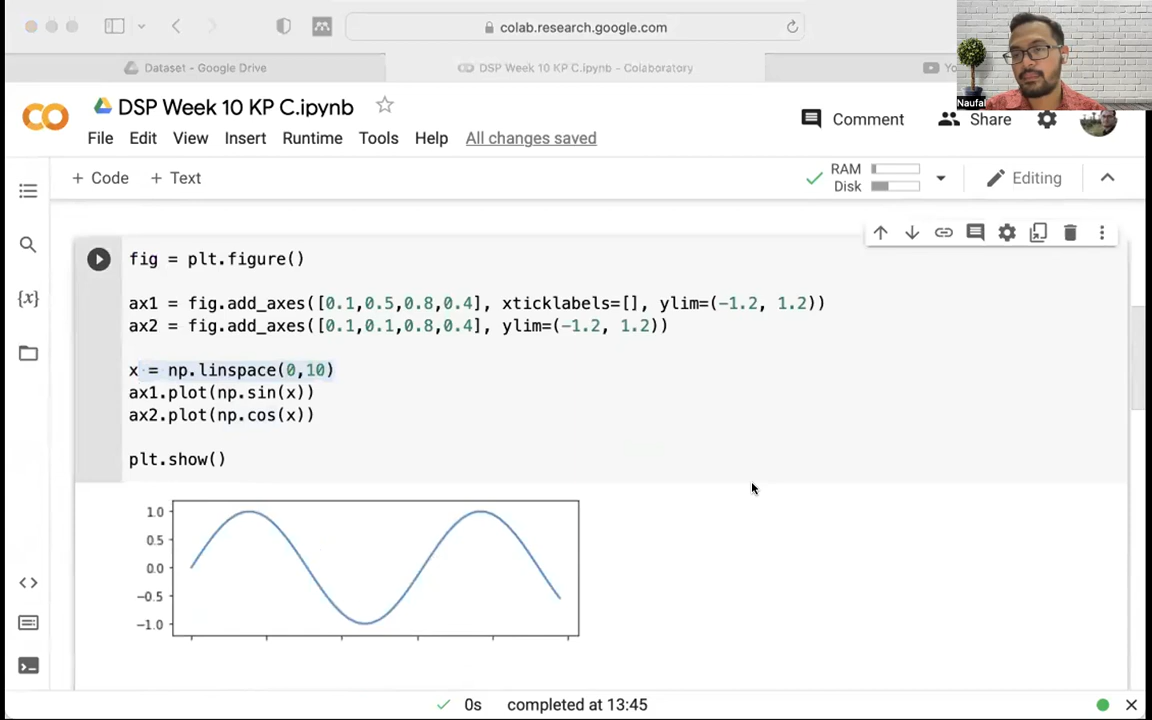 colab.research.google.com
Dataset - Google Drive
DSP Week 10 KP C.ipynb - Colaboratory
Naufal
DSP Week 10 KP C.ipynb
Comment
Share
File Edit View Insert Runtime Tools Help All changes saved
+ Code + Text
RAM
Disk
Editing
{x}
fig = plt.figure()
ax1 = fig.add_axes([0.1,0.5,0.8,0.4], xticklabels=[], ylim=(-1.2, 1.2))
ax2 = fig.add_axes([0.1,0.1,0.8,0.4], ylim=(-1.2, 1.2))
x = np.linspace(0,10)
ax1.plot(np.sin(x))
ax2.plot(np.cos(x))
plt.show()
1.0
0.5
0.0
−0.5
−1.0
0s completed at 13:45